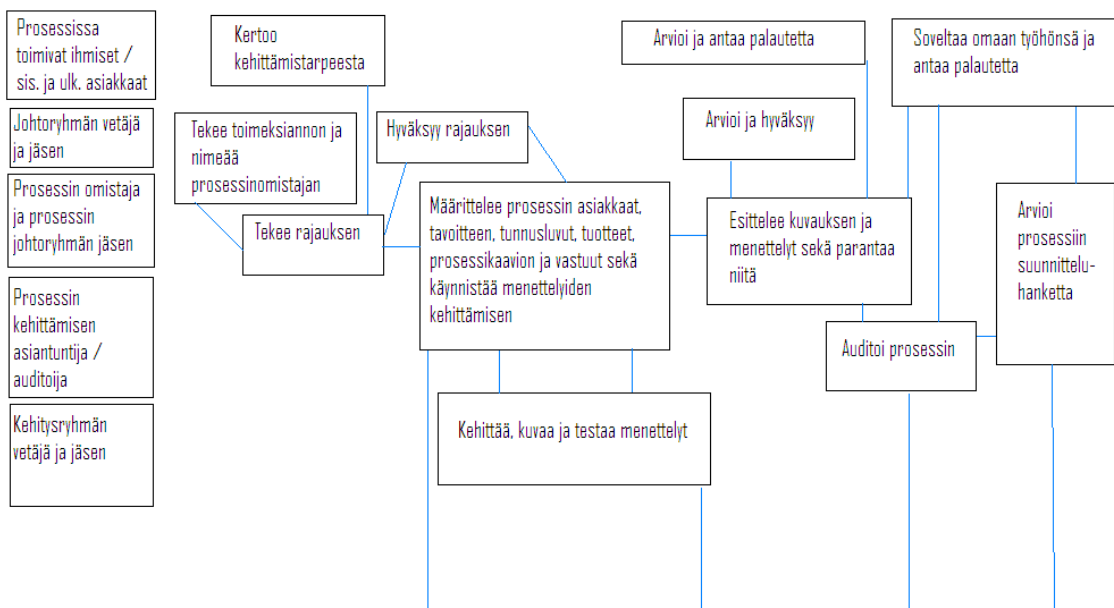 Prosessissa
toimivat ihmiset /
sis. ja ulk. asiakkaat
Johtoryhmän vetäjä
ja jäsen
Prosessin omistaja
ja prosessin
johtoryhmän jäsen
Prosessin
kehittämisen
asiantuntija /
auditoija
Kehitysryhmän
vetäjä ja jäsen
Kertoo
kehittämistarpeesta
Tekee toimeksiannon ja
nimeää
prosessinomistajan
Hyväksyy rajauksen
Tekee rajauksen
Määrittelee prosessin asiakkaat,
tavoitteen, tunnusluvut, tuotteet,
prosessikaavion ja vastuut sekä
käynnistää menettelyiden
kehittämisen
Kehittää, kuvaa ja testaa menettelyt
Arvioi ja antaa palautetta
Arvioi ja hyväksyy
Esittelee kuvauksen ja
menettelyt sekä parantaa
niitä
Auditoi prosessin
Soveltaa omaan työhönsä ja
antaa palautetta
Arvioi
prosessiin
suunnittelu-
hanketta